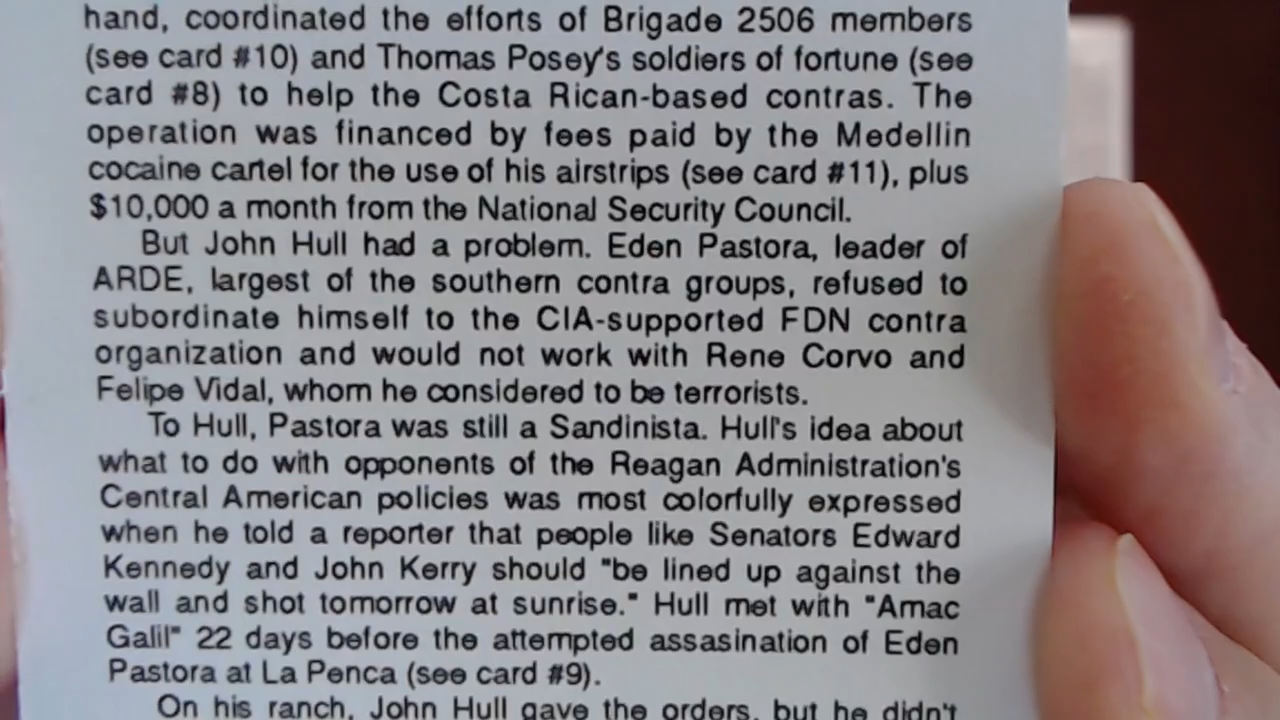 hand, coordinated the efforts of Brigade 2506 members
(see card #10) and Thomas Posey's soldiers of fortune (see
card #8) to help the Costa Rican-based contras. The
operation was financed by fees paid by the Medellin
cocaine cartel for the use of his airstrips (see card #11), plus
$10,000 a month from the National Security Council.
But John Hull had a problem. Eden Pastora, leader of
ARDE, largest of the southern contra groups, refused to
subordinate himself to the CIA-supported FDN contra
organization and would not work with Rene Corvo and
Felipe Vidal, whom he considered to be terrorists.
To Hull, Pastora was still a Sandinista. Hull's idea about
what to do with opponents of the Reagan Administration's
Central American policies was most colorfully expressed
when he told a reporter that people like Senators Edward
Kennedy and John Kerry should "be lined up against the
wall and shot tomorrow at sunrise." Hull met with "Amac
Galil" 22 days before the attempted assasination of Eden
Pastora at La Penca (see card #9).
On his ranch, John Hull gave the orders, but he didn't